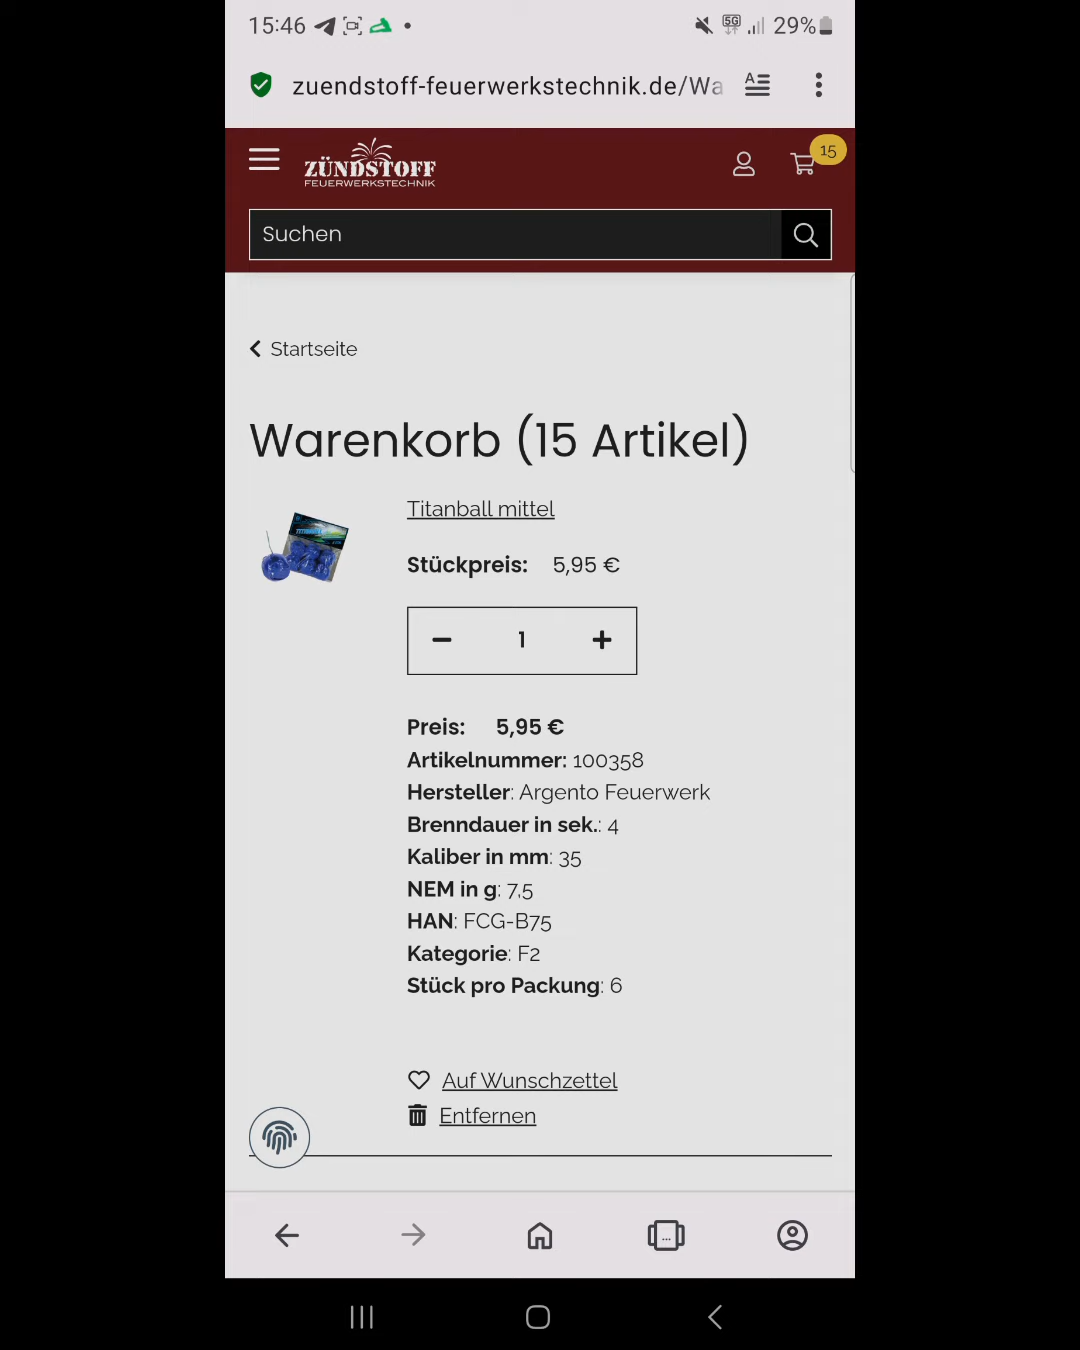 15:46
5G
29%
zuendstoff-feuerwerkstechnik.de/Wa
ZÜNDSTOFF
FEUERWERKSTECHNIK
15
Suchen
Startseite
Warenkorb (15 Artikel)
Titanball mittel
Stückpreis: 5,95 €
1
Preis: 5,95 €
Artikelnummer: 100358
Hersteller: Argento Feuerwerk
Brenndauer in sek.: 4
Kaliber in mm: 35
NEM in g: 7,5
HAN: FCG-B75
Kategorie: F2
Stück pro Packung: 6
Auf Wunschzettel
Entfernen